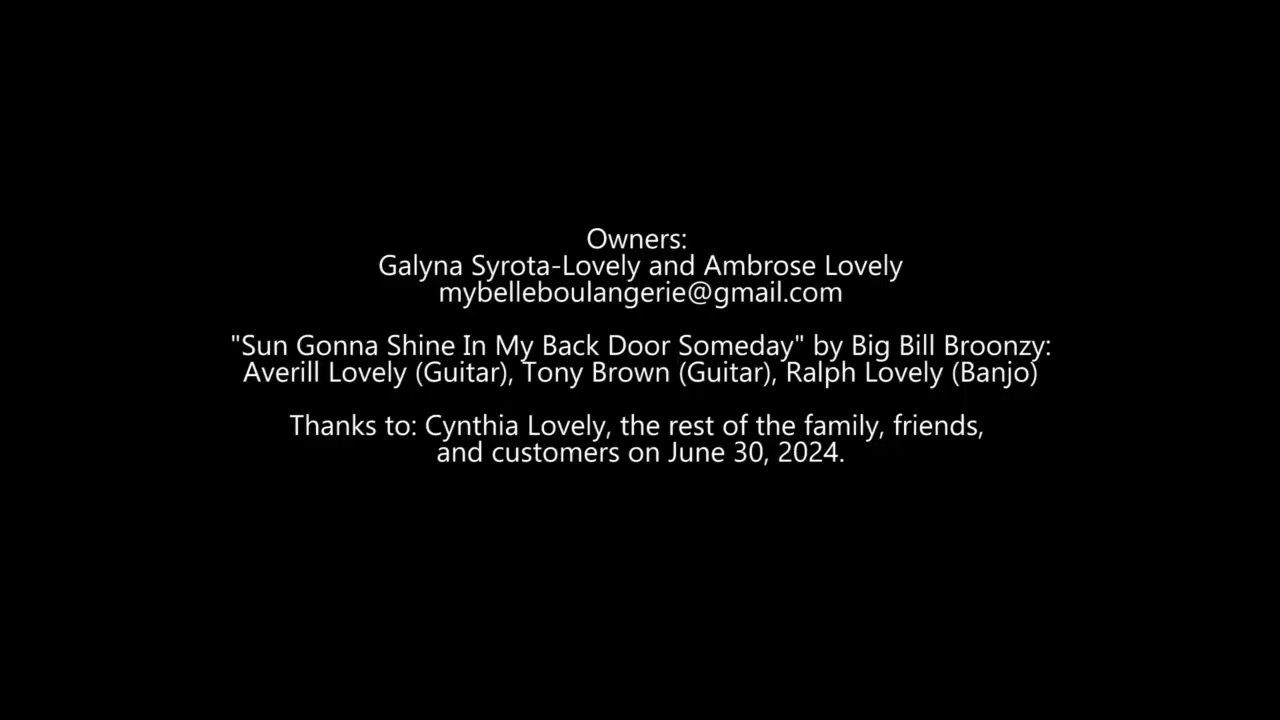 Owners:
Galyna Syrota-Lovely and Ambrose Lovely
mybelleboulangerie@gmail.com
"Sun Gonna Shine In My Back Door Someday" by Big Bill Broonzy:
Averill Lovely (Guitar), Tony Brown (Guitar), Ralph Lovely (Banjo)
Thanks to: Cynthia Lovely, the rest of the family, friends,
and customers on June 30, 2024.